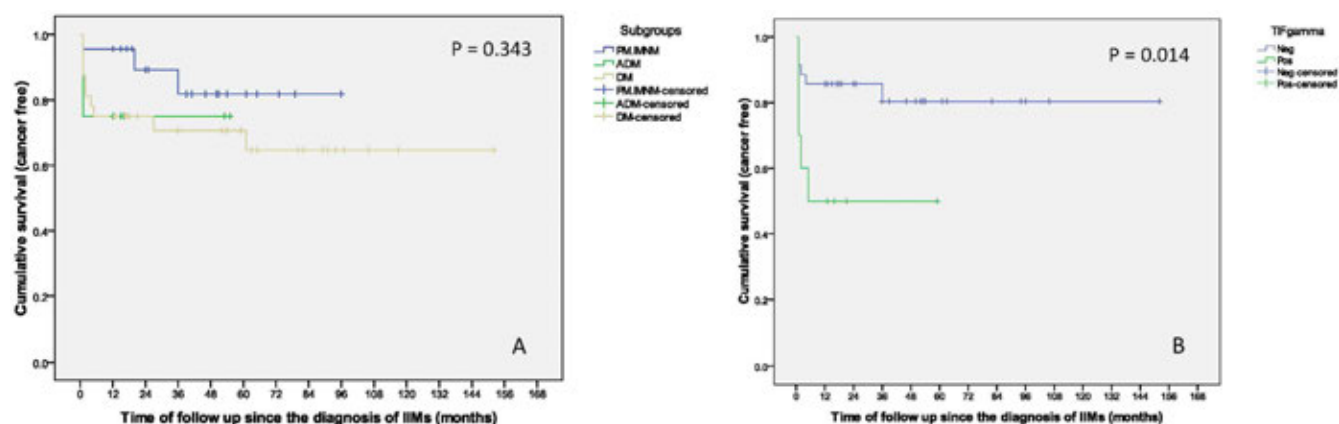 Subgroups
PM.IMNM
ADM
DM
PM.IMNM-censored
ADM-censored
DM-censored
P = 0.343
Cumulative survival (cancer free)
1.0
0.8
0.6
0.4
0.2
0.0
A
0 12 24 36 48 60 72 84 96 108 120 132 144 156 168
Time of follow up since the diagnosis of IIMs (months)
TIFgamma
Neg
Pos
Neg-censored
Pos-censored
P = 0.014
Cumulative survival (cancer free)
1.0
0.8
0.6
0.4
0.2
0.0
B
0 12 24 36 48 60 72 84 96 108 120 132 144 156 168
Time of follow up since the diagnosis of IIMs (months)